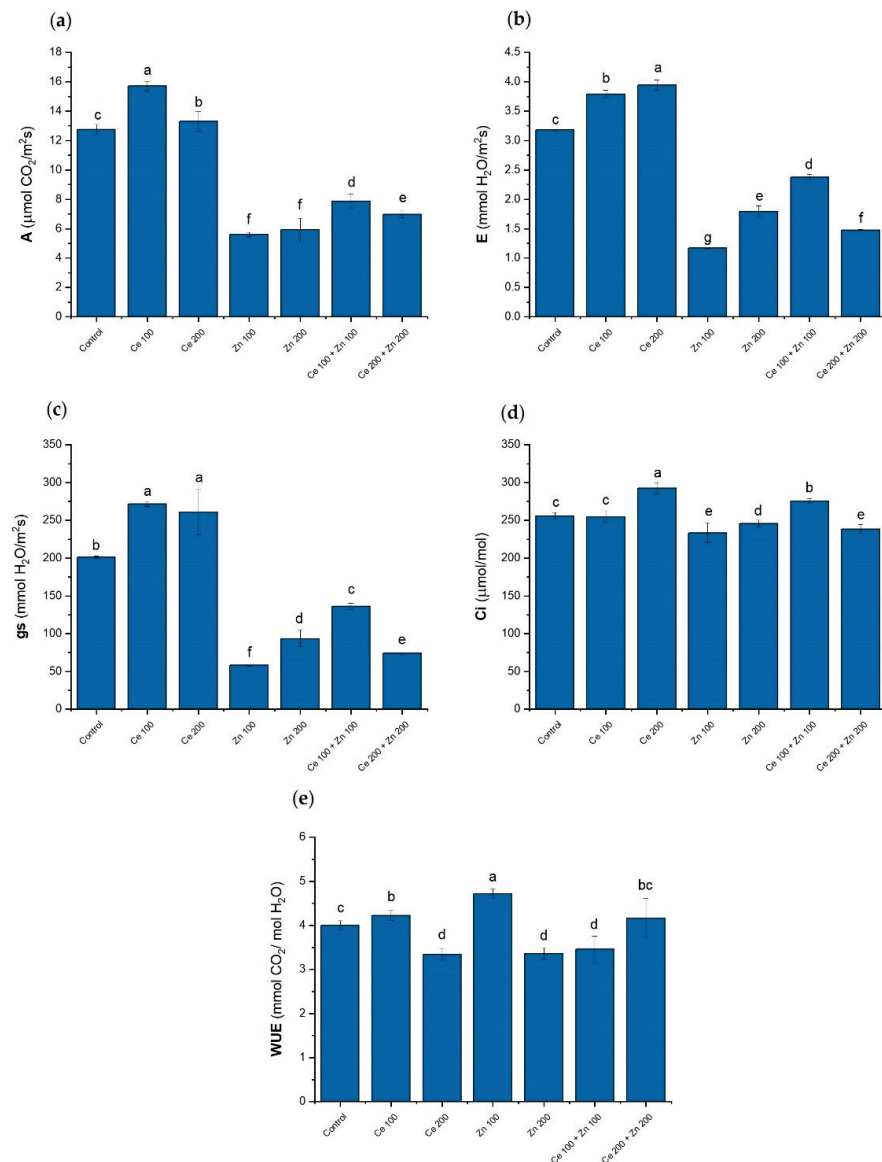 (a)
A (μmol CO₂/m²s)
18
16
14
12
10
8
6
4
2
0
c
a
b
f
f
d
e
Control
Ce 100
Ce 200
Zn 100
Zn 200
Ce 100 + Zn 100
Ce 200 + Zn 200
(b)
E (mmol H₂O/m²s)
4.5
4.0
3.5
3.0
2.5
2.0
1.5
1.0
0.5
0.0
c
b
a
g
e
d
f
Control
Ce 100
Ce 200
Zn 100
Zn 200
Ce 100 + Zn 100
Ce 200 + Zn 200
(c)
gs (mmol H₂O/m²s)
350
300
250
200
150
100
50
0
b
a
a
f
d
c
e
Control
Ce 100
Ce 200
Zn 100
Zn 200
Ce 100 + Zn 100
Ce 200 + Zn 200
(d)
Ci (μmol/mol)
350
300
250
200
150
100
50
0
c
c
a
e
d
b
e
Control
Ce 100
Ce 200
Zn 100
Zn 200
Ce 100 + Zn 100
Ce 200 + Zn 200
(e)
WUE (mmol CO₂/ mol H₂O)
6
5
4
3
2
1
0
c
b
d
a
d
d
bc
Control
Ce 100
Ce 200
Zn 100
Zn 200
Ce 100 + Zn 100
Ce 200 + Zn 200